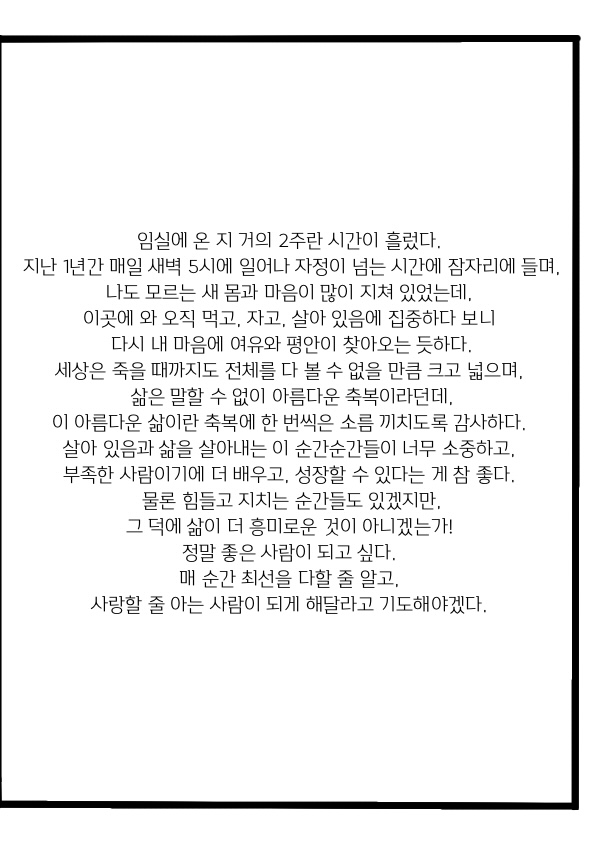 임실에 온 지 거의 2주란 시간이 흘렀다.
지난 1년간 매일 새벽 5시에 일어나 자정이 넘는 시간에 잠자리에 들며,
나도 모르는 새 몸과 마음이 많이 지쳐 있었는데,
이곳에 와 오직 먹고, 자고, 살아 있음에 집중하다 보니
다시 내 마음에 여유와 평안이 찾아오는 듯하다.
세상은 죽을 때까지도 전체를 다 볼 수 없을 만큼 크고 넓으며,
삶은 말할 수 없이 아름다운 축복이라던데,
이 아름다운 삶이란 축복에 한 번씩은 소름 끼치도록 감사하다.
살아 있음과 삶을 살아내는 이 순간순간들이 너무 소중하고,
부족한 사람이기에 더 배우고, 성장할 수 있다는 게 참 좋다.
물론 힘들고 지치는 순간들도 있겠지만,
그 덕에 삶이 더 흥미로운 것이 아니겠는가!
정말 좋은 사람이 되고 싶다.
매 순간 최선을 다할 줄 알고,
사랑할 줄 아는 사람이 되게 해달라고 기도해야겠다.